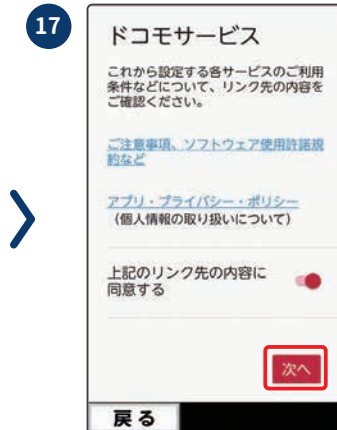 17
ドコモサービス
これから設定する各サービスのご利用
条件などについて、リンク先の内容を
ご確認ください。
ご注意事項、ソフトウェア使用許諾規
約など
アプリ・プライバシー・ポリシー
（個人情報の取り扱いについて）
上記のリンク先の内容に
同意する
次へ
戻る